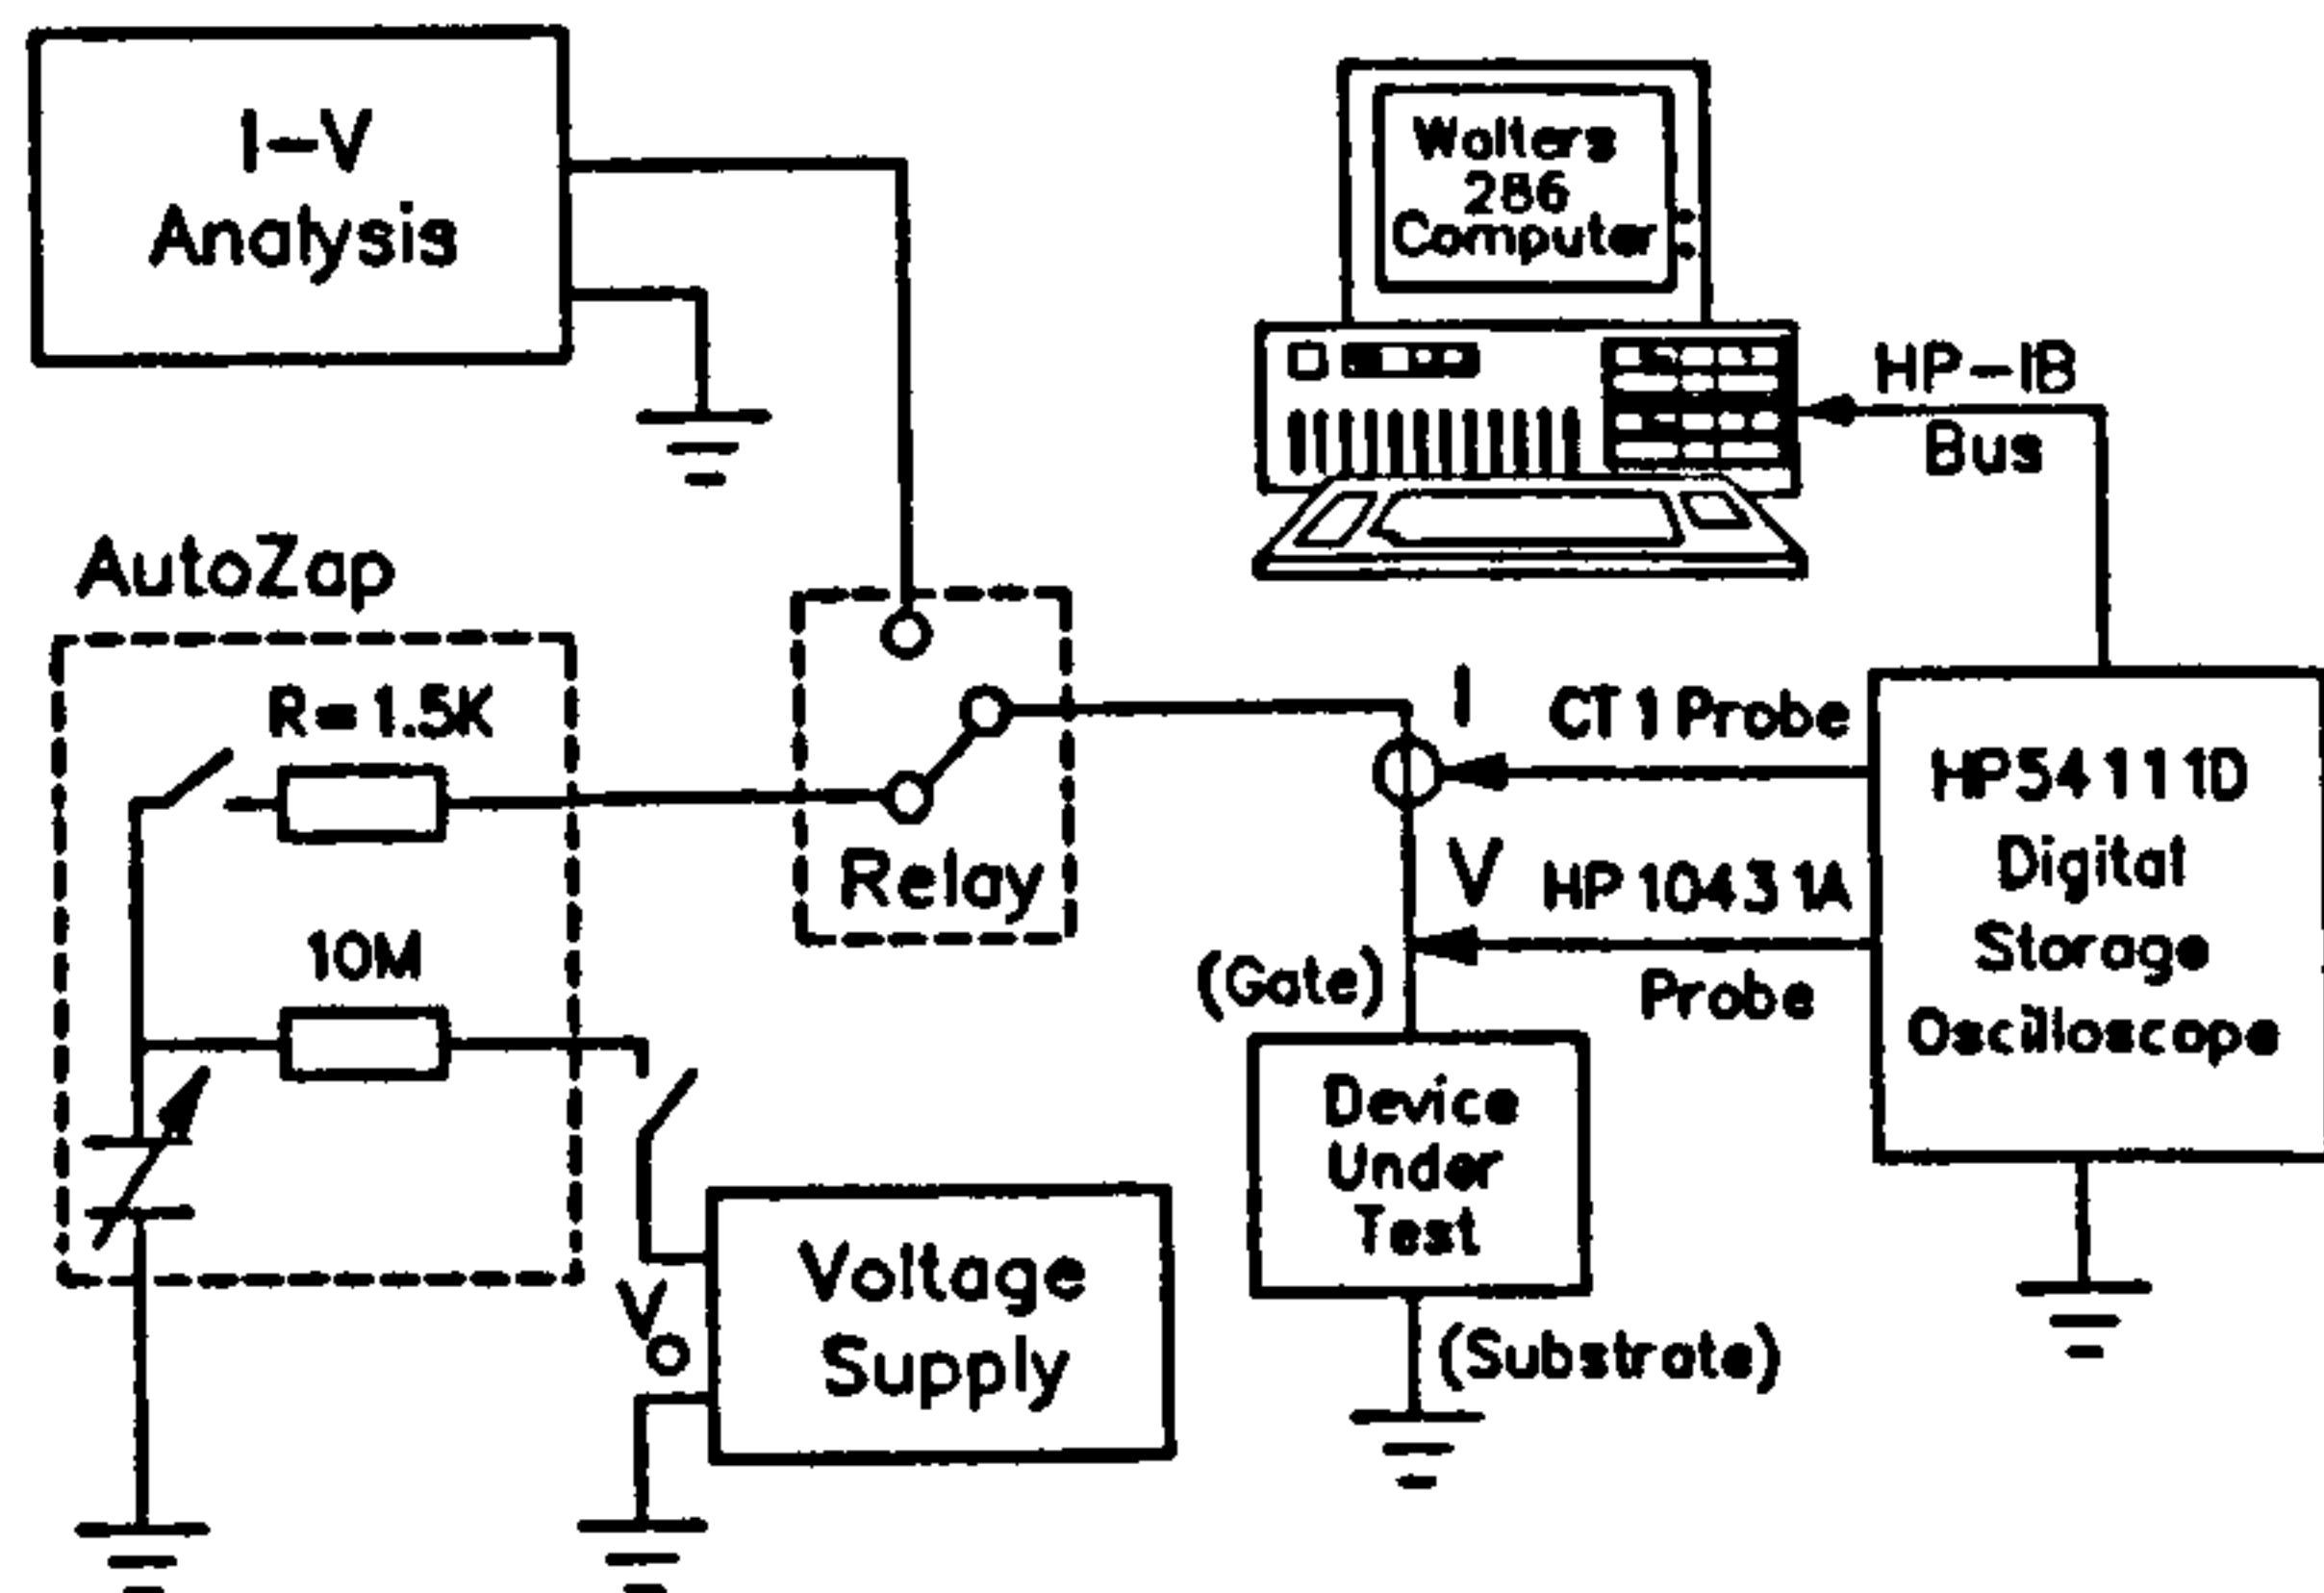 I-V
Analysis
Wolters
286
Computer
HP-IB
Bus
AutoZap
R=1.5K
10M
Relay
I
CT1 Probe
V
HP10431A
Probe
(Gate)
HP54111D
Digital
Storage
Oscilloscope
Device
Under
Test
(Substrate)
Vo
Voltage
Supply